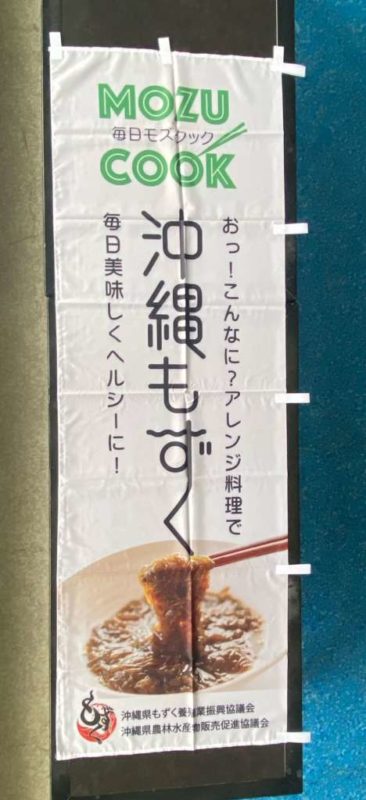 MOZU
毎日モズクック
COOK
おっ！こんなに？アレンジ料理で
沖縄もずく
毎日美味しくヘルシーに！
もずく
沖縄県もずく養殖業振興協議会
沖縄県農林水産物販売促進協議会